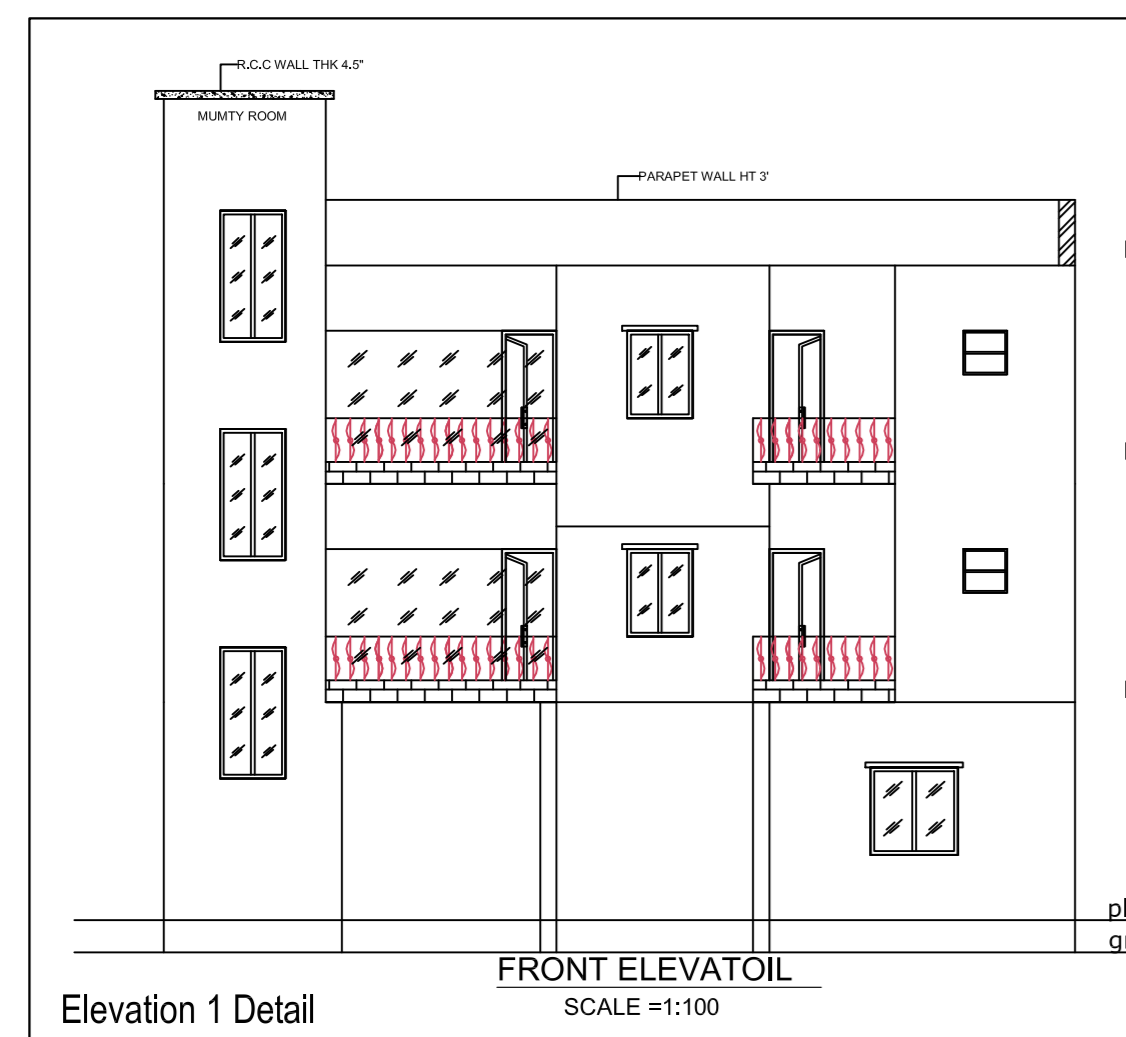 R.C.C WALL THK 4.5"
MUMTY ROOM
PARAPET WALL HT 3'
FRONT ELEVATOIL
SCALE =1:100
Elevation 1 Detail